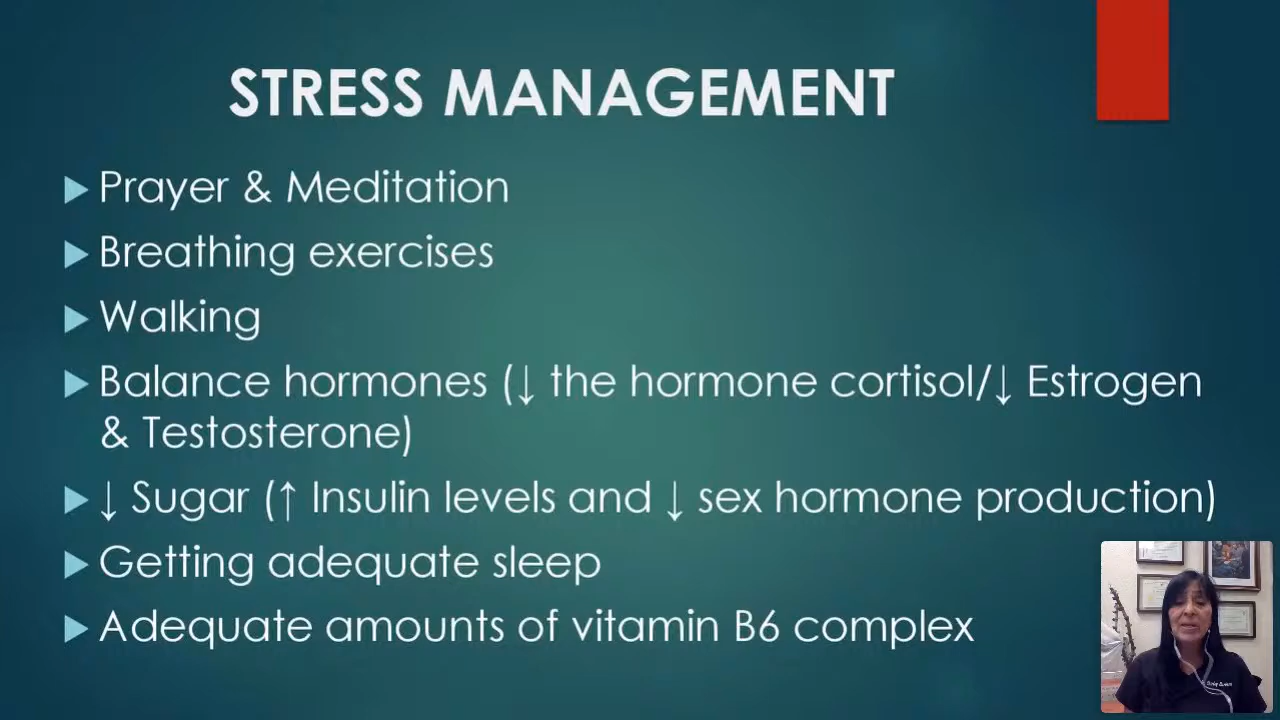 STRESS MANAGEMENT
Prayer & Meditation
Breathing exercises
Walking
Balance hormones (↓ the hormone cortisol/↓ Estrogen
& Testosterone)
↓ Sugar (↑ Insulin levels and ↓ sex hormone production)
Getting adequate sleep
Adequate amounts of vitamin B6 complex